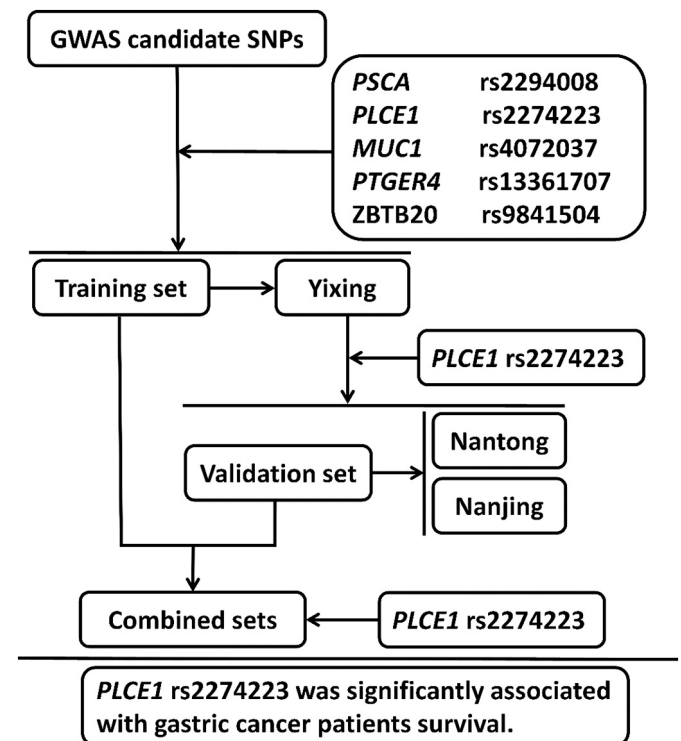 GWAS candidate SNPs
PSCA rs2294008
PLCE1 rs2274223
MUC1 rs4072037
PTGER4 rs13361707
ZBTB20 rs9841504
Training set
Yixing
PLCE1 rs2274223
Validation set
Nantong
Nanjing
Combined sets
PLCE1 rs2274223
PLCE1 rs2274223 was significantly associated
with gastric cancer patients survival.